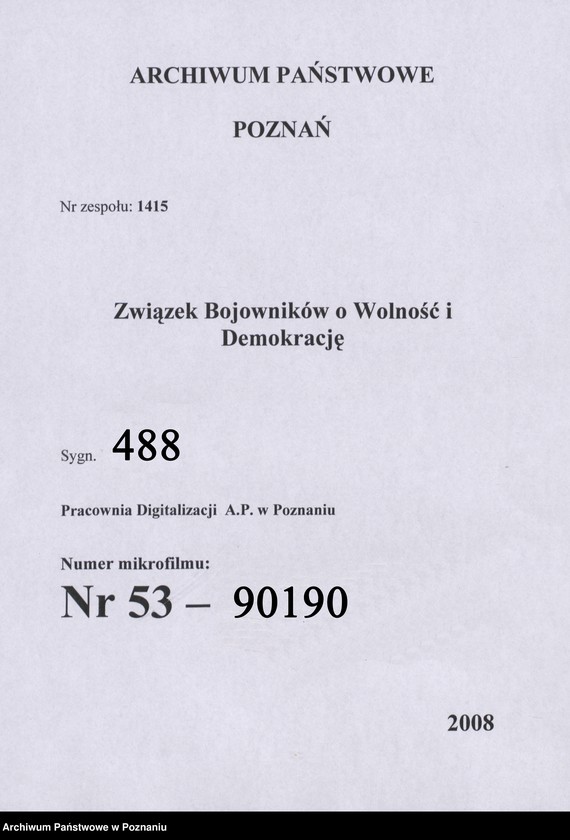 ARCHIWUM PAŃSTWOWE
POZNAŃ
Nr zespołu: 1415
Związek Bojowników o Wolność i
Demokrację
Sygn. 488
Pracownia Digitalizacji A.P. w Poznaniu
Numer mikrofilmu:
Nr 53 – 90190
2008
Archiwum Państwowe w Poznaniu